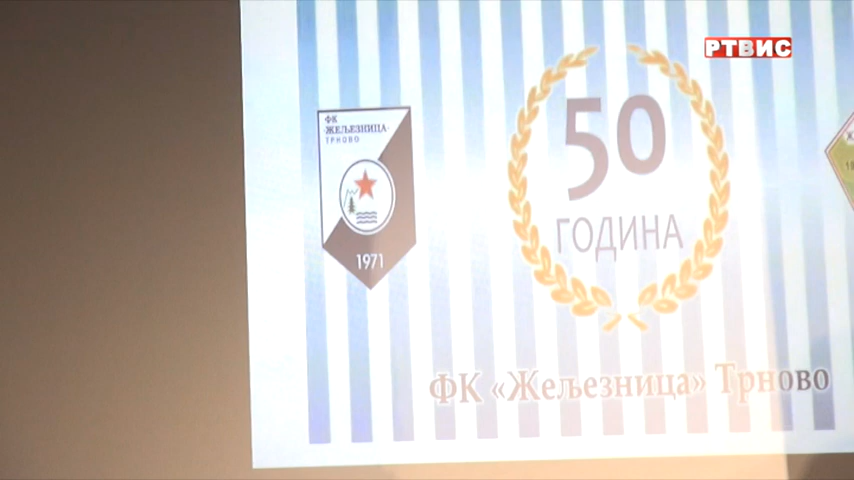 РТВИС
ФК
"ЖЕЉЕЗНИЦА"
ТРНОВО
1971
50
ГОДИНА
ФК «Жељезница» Трново